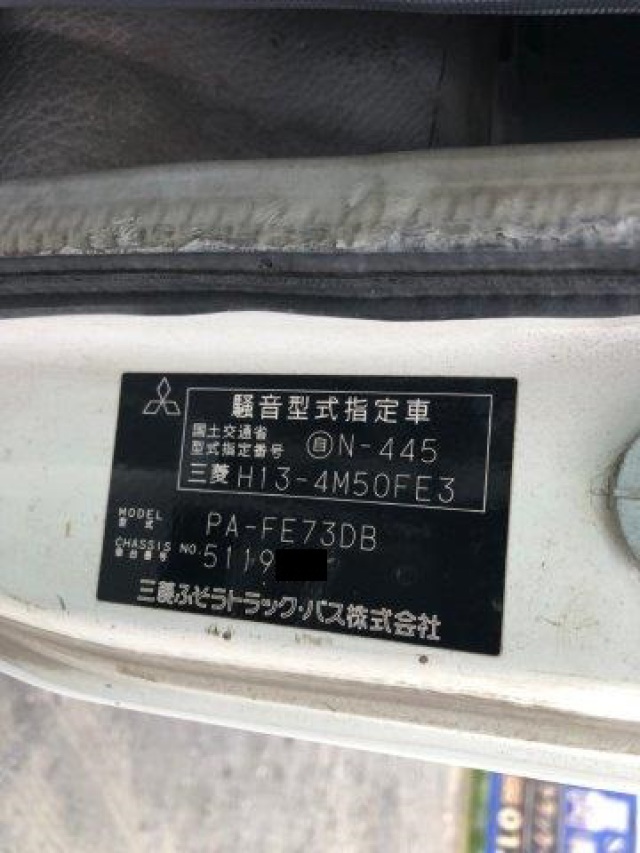 騒音型式指定車
国土交通省
型式指定番号 自N-445
三菱 H13-4M50FE3
MODEL
型式 PA-FE73DB
CHASSIS NO.
車台番号 5119
三菱ふそうトラック・バス株式会社